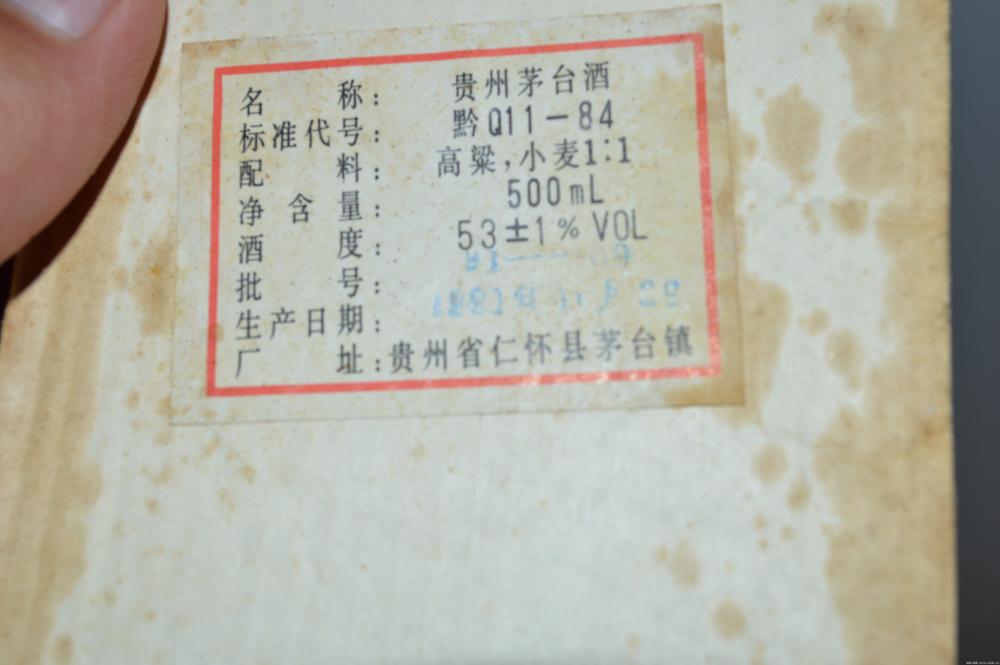 名称：贵州茅台酒
标准代号：黔Q11-84
配料：高粱,小麦1:1
净含量：500mL
酒度：53±1%VOL
批号：
生产日期：
厂址：贵州省仁怀县茅台镇